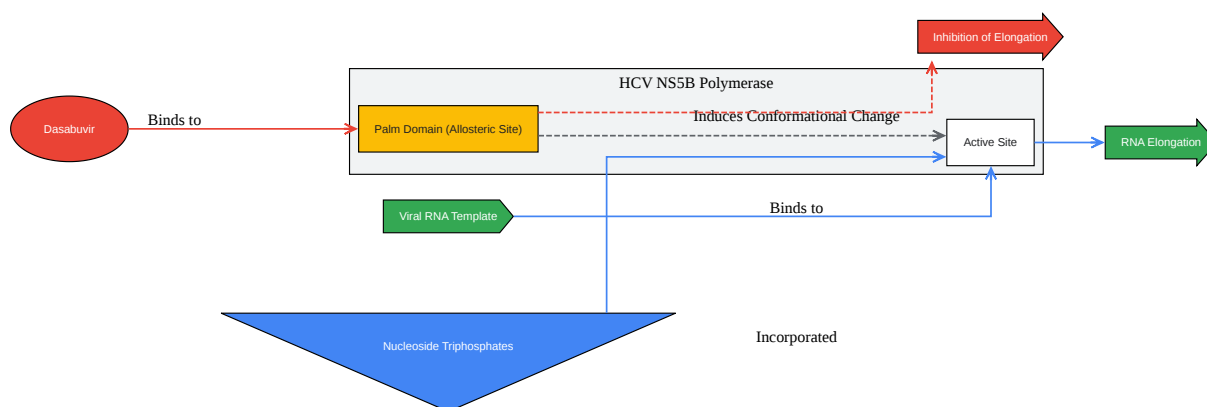 Inhibition of Elongation
HCV NS5B Polymerase
Induces Conformational Change
Dasabuvir
Binds to
Palm Domain (Allosteric Site)
Active Site
RNA Elongation
Viral RNA Template
Binds to
Incorporated
Nucleoside Triphosphates